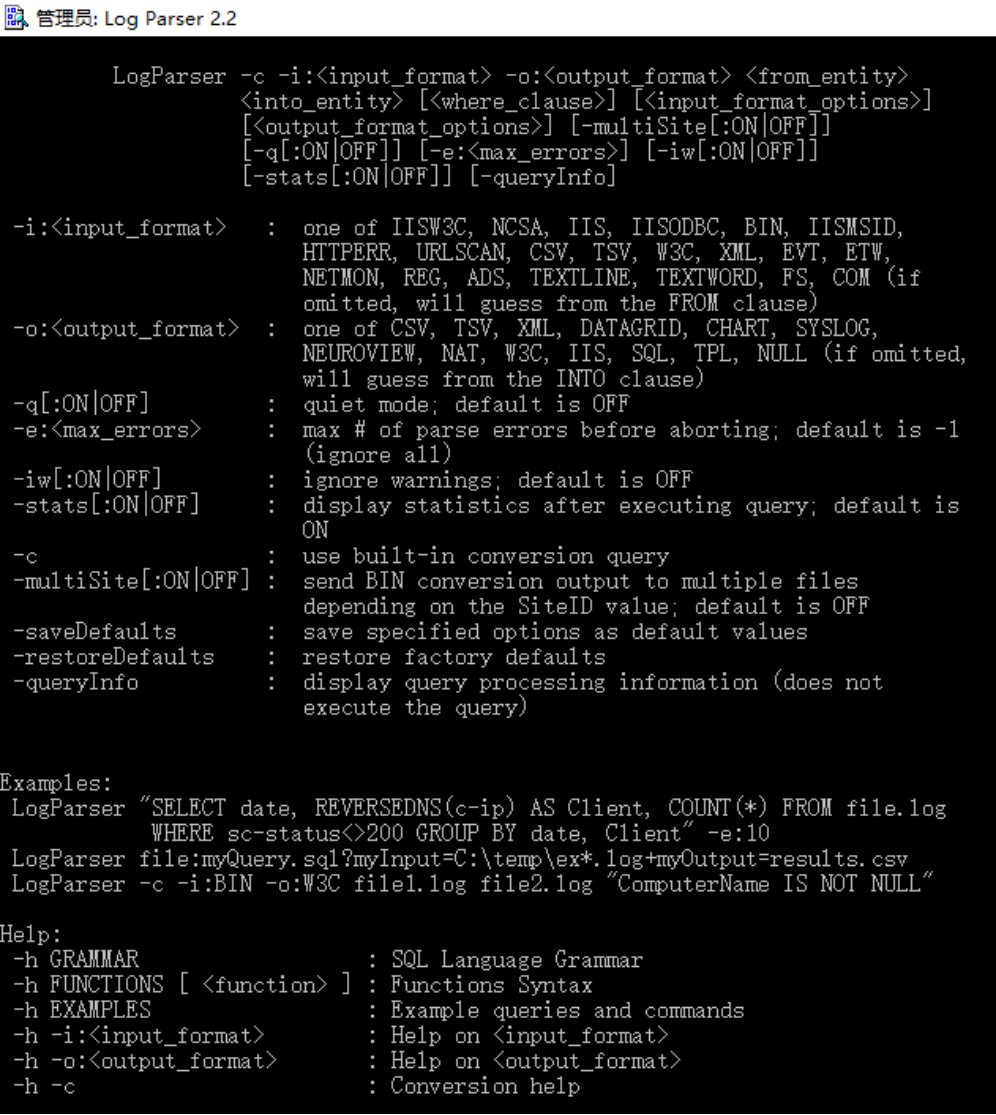 管理员: Log Parser 2.2
LogParser -c -i:<input_format> -o:<output_format> <from_entity>
<into_entity> [<where_clause>] [<input_format_options>]
[<output_format_options>] [-multiSite[:ON|OFF]]
[-q[:ON|OFF]] [-e:<max_errors>] [-iw[:ON|OFF]]
[-stats[:ON|OFF]] [-queryInfo]
-i:<input_format> : one of IISW3C, NCSA, IIS, IISODBC, BIN, IISMSID,
HTTPERR, URLSCAN, CSV, TSV, W3C, XML, EVT, ETW,
NETMON, REG, ADS, TEXTLINE, TEXTWORD, FS, COM (if
omitted, will guess from the FROM clause)
-o:<output_format> : one of CSV, TSV, XML, DATAGRID, CHART, SYSLOG,
NEUROVIEW, NAT, W3C, IIS, SQL, TPL, NULL (if omitted,
will guess from the INTO clause)
-q[:ON|OFF] : quiet mode; default is OFF
-e:<max_errors> : max # of parse errors before aborting; default is -1
(ignore all)
-iw[:ON|OFF] : ignore warnings; default is OFF
-stats[:ON|OFF] : display statistics after executing query; default is
ON
-c : use built-in conversion query
-multiSite[:ON|OFF] : send BIN conversion output to multiple files
depending on the SiteID value; default is OFF
-saveDefaults : save specified options as default values
-restoreDefaults : restore factory defaults
-queryInfo : display query processing information (does not
execute the query)
Examples:
LogParser "SELECT date, REVERSEDNS(c-ip) AS Client, COUNT(*) FROM file.log
WHERE sc-status<>200 GROUP BY date, Client" -e:10
LogParser file:myQuery.sql?myInput=C:\temp\ex*.log+myOutput=results.csv
LogParser -c -i:BIN -o:W3C file1.log file2.log "ComputerName IS NOT NULL"
Help:
-h GRAMMAR : SQL Language Grammar
-h FUNCTIONS [ <function> ] : Functions Syntax
-h EXAMPLES : Example queries and commands
-h -i:<input_format> : Help on <input_format>
-h -o:<output_format> : Help on <output_format>
-h -c : Conversion help